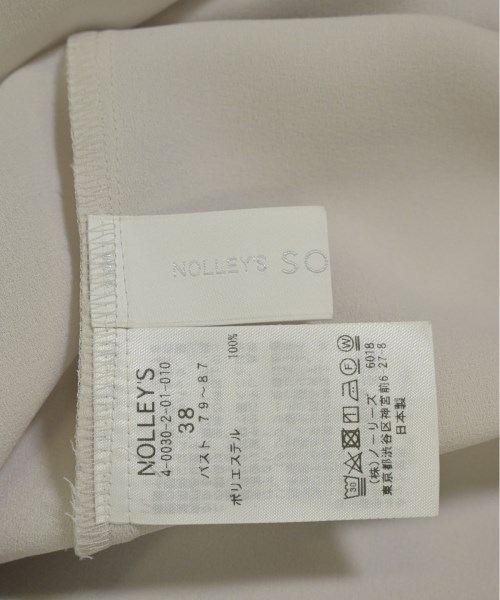 NOLLEY'S SO
NOLLEY'S
4-0030-2-01-010
38
バスト 79~87
ポリエステル 100%
30 F W
(株)ノーリーズ 6018
東京都渋谷区神宮前6-27-8
日本製